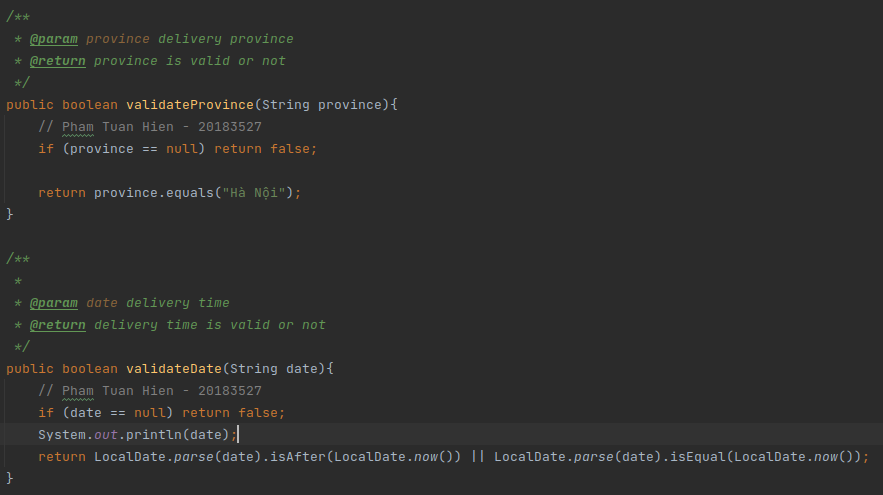 /**
 * @param province delivery province
 * @return province is valid or not
 */
public boolean validateProvince(String province){
    // Pham Tuan Hien - 20183527
    if (province == null) return false;
    return province.equals("Hà Nội");
}
/**
 *
 * @param date delivery time
 * @return delivery time is valid or not
 */
public boolean validateDate(String date){
    // Pham Tuan Hien - 20183527
    if (date == null) return false;
    System.out.println(date);
    return LocalDate.parse(date).isAfter(LocalDate.now()) || LocalDate.parse(date).isEqual(LocalDate.now());
}